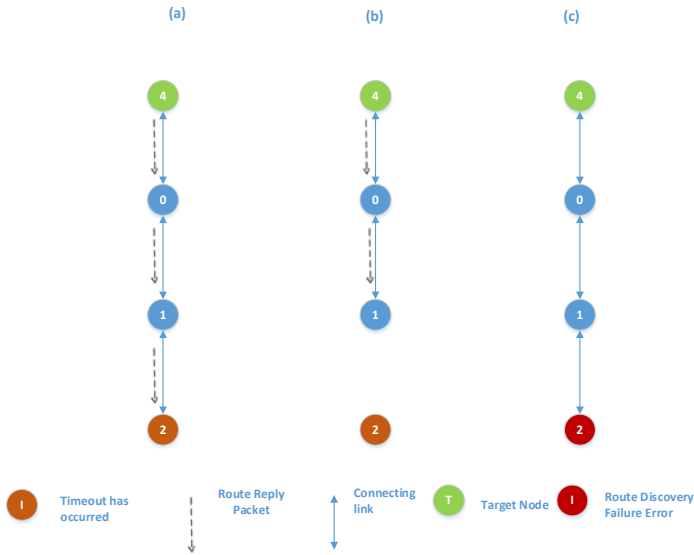 (a) (b) (c)
4 4 4
0 0 0
1 1 1
2 2 2
I Timeout has
occurred
Route Reply
Packet
Connecting
link
T Target Node
I Route Discovery
Failure Error